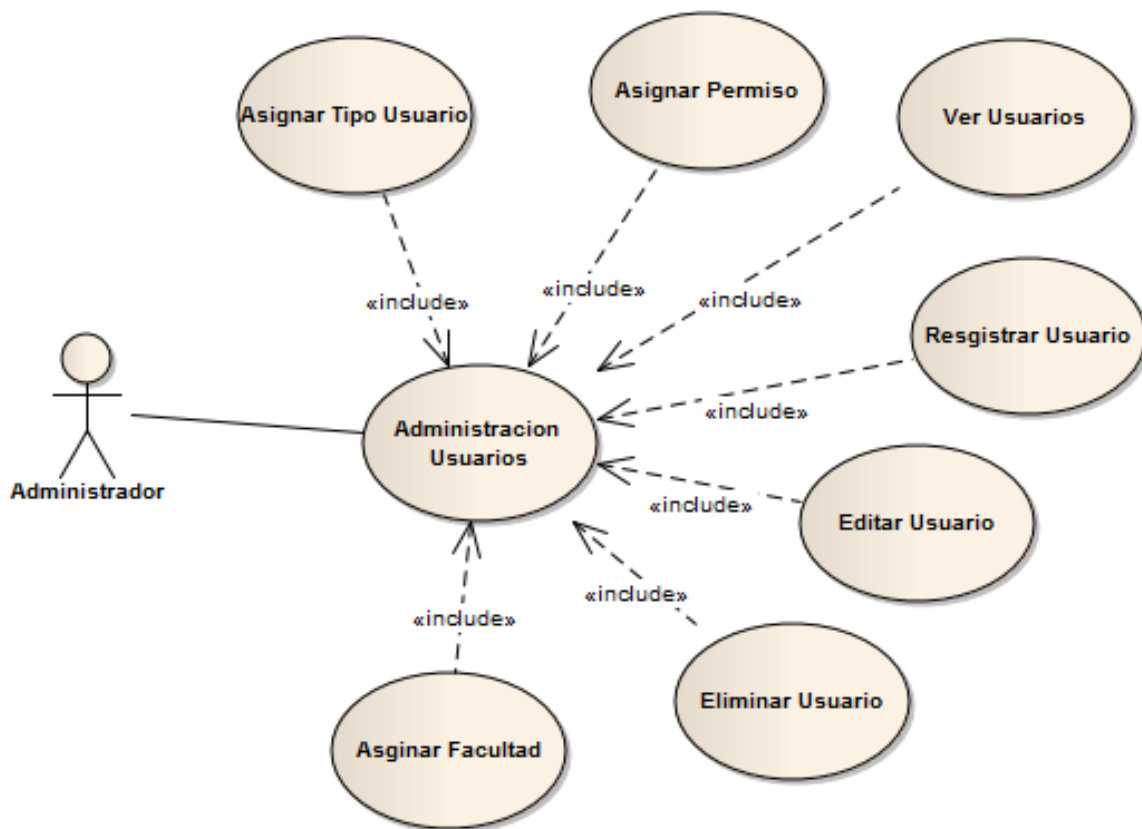 Asignar Tipo Usuario
Asignar Permiso
Ver Usuarios
«include»
«include»
«include»
Resgistrar Usuario
«include»
Administrador
Administracion
Usuarios
«include»
Editar Usuario
«include»
«include»
Eliminar Usuario
Asginar Facultad